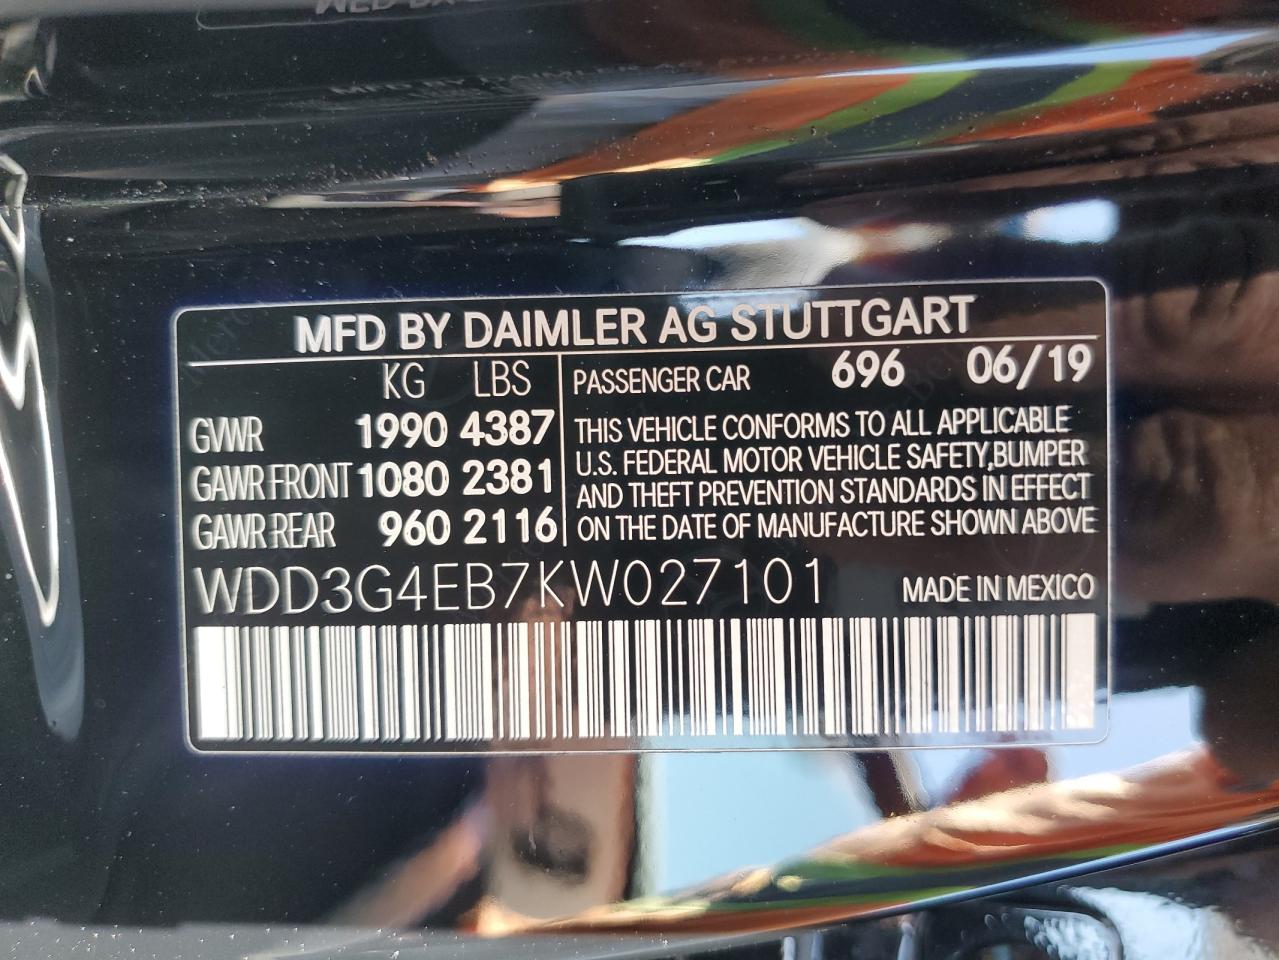 MFD BY DAIMLER AG STUTTGART
KG LBS
GWWR 1990 4387
GAWR FRONT 1080 2381
GAWR REAR 960 2116
PASSENGER CAR 696 06/19
THIS VEHICLE CONFORMS TO ALL APPLICABLE
U.S. FEDERAL MOTOR VEHICLE SAFETY,BUMPER
AND THEFT PREVENTION STANDARDS IN EFFECT
ON THE DATE OF MANUFACTURE SHOWN ABOVE
WDD3G4EB7KW027101 MADE IN MEXICO